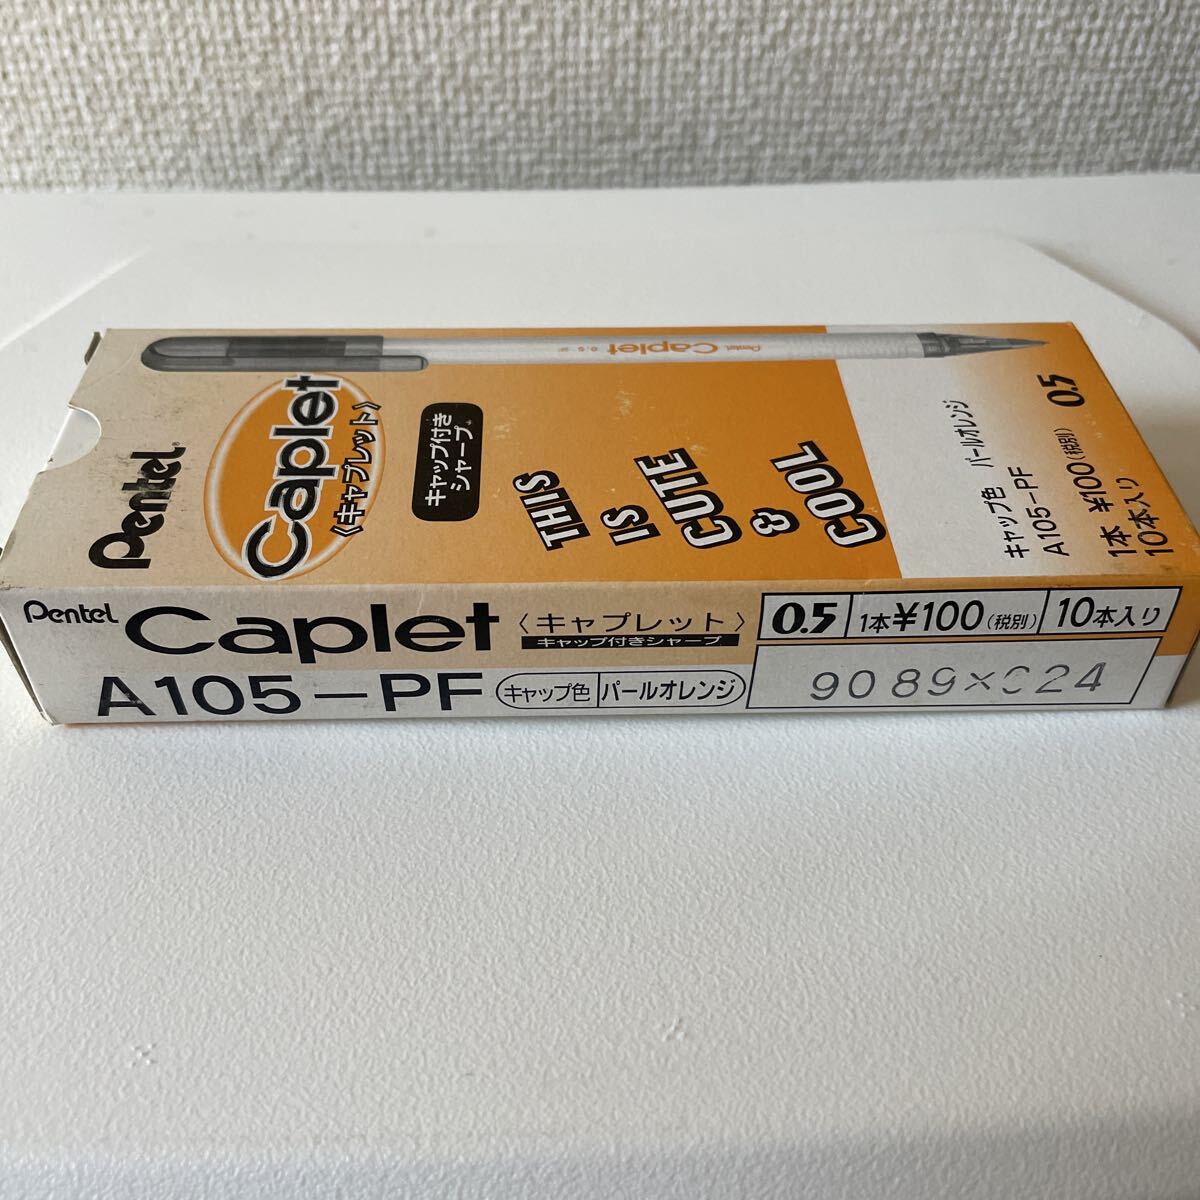 Pentel
Caplet
〈キャプレット〉
キャップ付き
シャープ
Pentel Caplet 0.5
THIS
IS
CUTE
&
COOL
キャップ色 パールオレンジ
A105-PF 0.5
1本 ¥100(税別)
10本入り
Pentel Caplet 〈キャプレット〉
キャップ付きシャープ
0.5 1本¥100(税別) 10本入り
A105-PF キャップ色 パールオレンジ